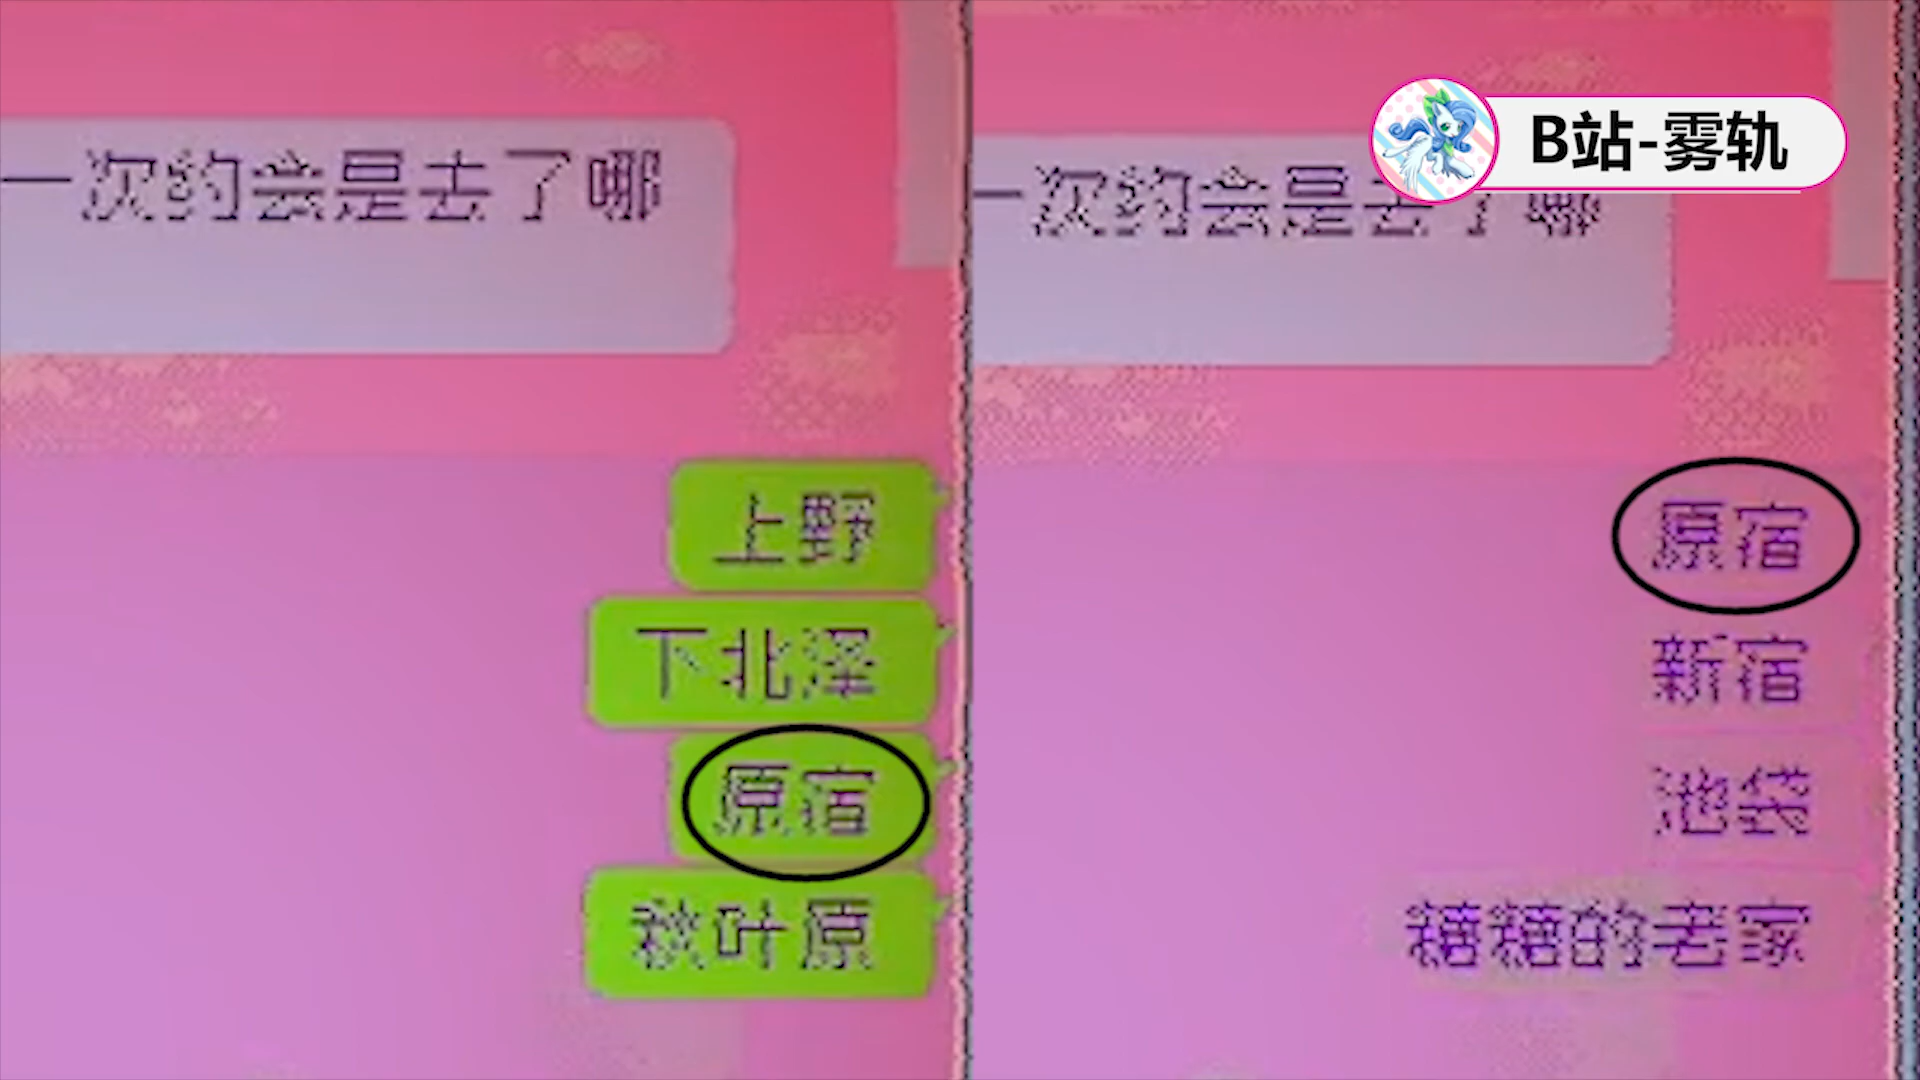 一次约会是去了哪
上野
下北泽
原宿
秋叶原
B站-雾轨
一次约会是去了哪
原宿
新宿
池袋
糖糖的老家